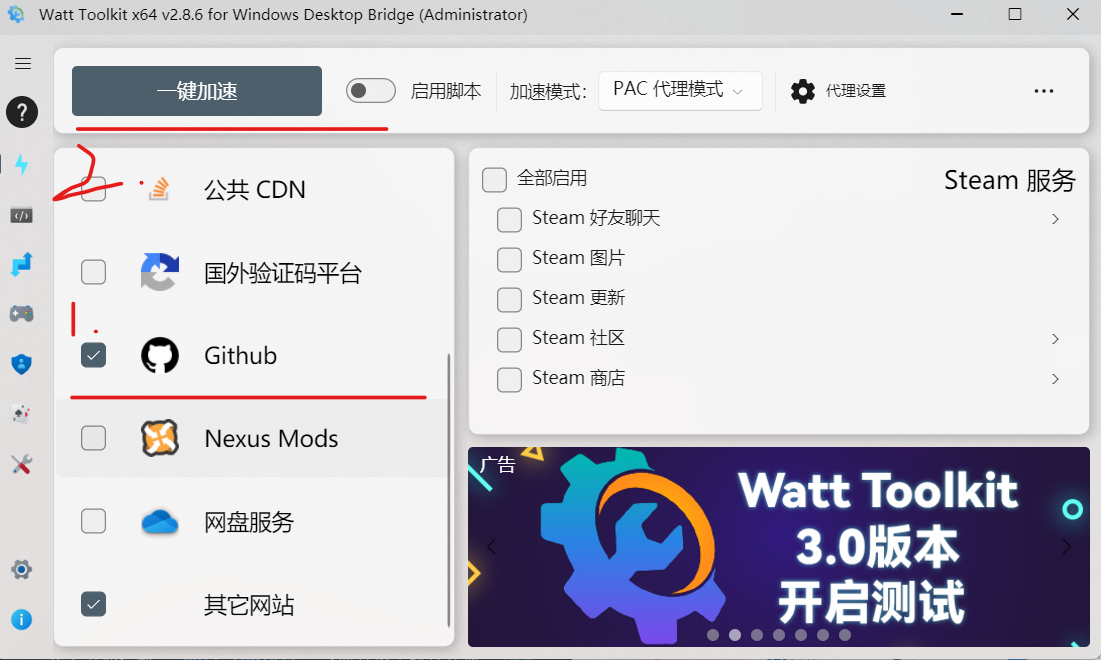 Watt Toolkit x64 v2.8.6 for Windows Desktop Bridge (Administrator)
一键加速
启用脚本
加速模式：
PAC 代理模式
代理设置
2.
公共 CDN
国外验证码平台
1.
Github
Nexus Mods
网盘服务
其它网站
全部启用
Steam 服务
Steam 好友聊天
Steam 图片
Steam 更新
Steam 社区
Steam 商店
广告
Watt Toolkit
3.0版本
开启测试